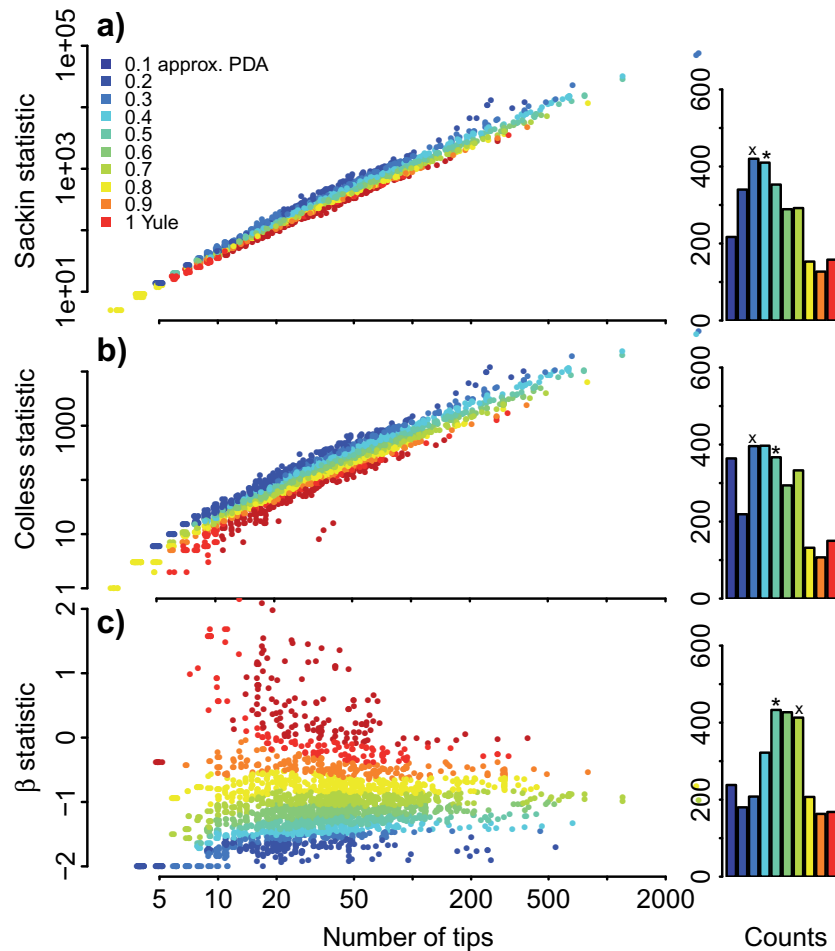 a)
Sackin statistic
1e+01 1e+03 1e+05
0.1 approx. PDA
0.2
0.3
0.4
0.5
0.6
0.7
0.8
0.9
1 Yule
0 200 400 600
x
*
b)
Colless statistic
1 10 1000
0 200 400 600
x
*
c)
β statistic
−2 −1 0 1 2
0 200 400 600
*
x
5 10 20 50 200 500 2000
Number of tips
Counts